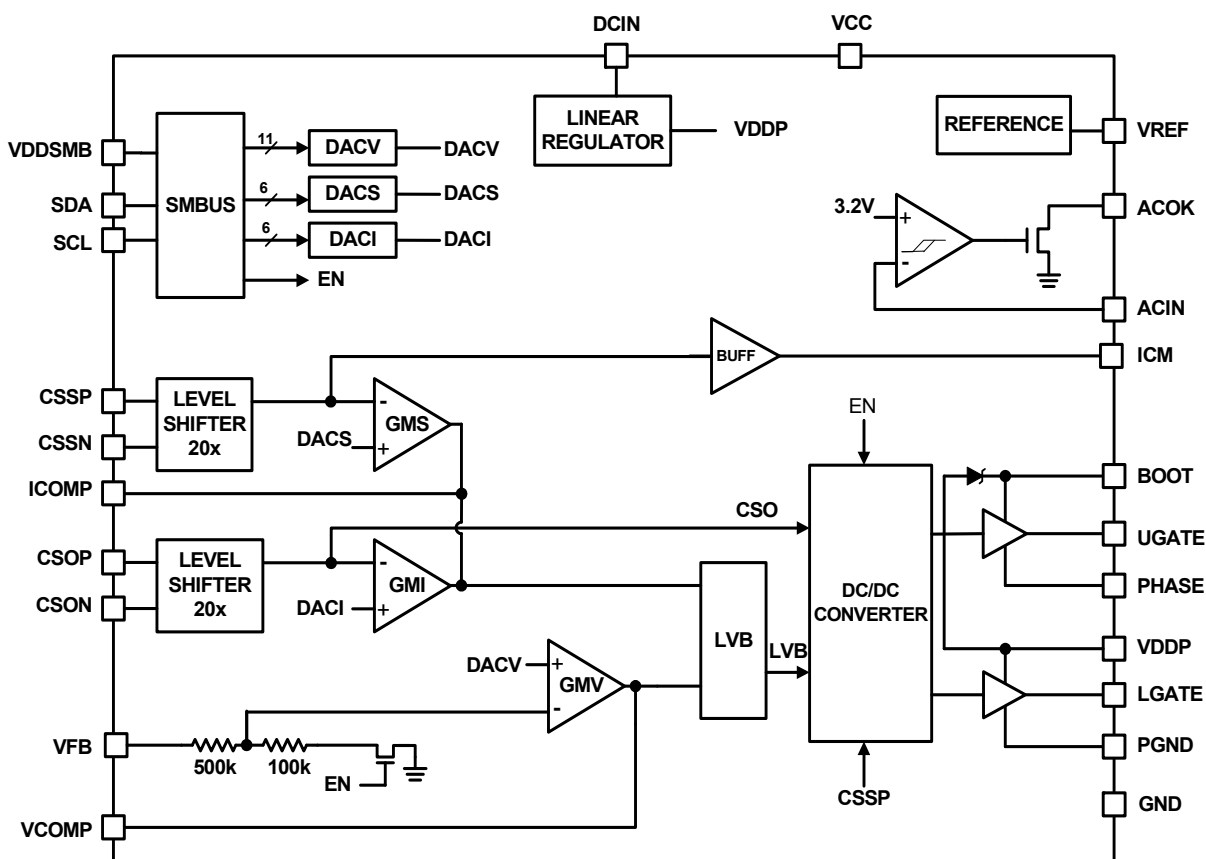 DCIN
VCC
LINEAR
REGULATOR
VDDP
REFERENCE
VREF
VDDSMB
SDA
SCL
SMBUS
11
DACV
DACV
6
DACS
DACS
6
DACI
DACI
EN
3.2V
+
-
ACOK
ACIN
BUFF
ICM
CSSP
CSSN
LEVEL
SHIFTER
20x
-
GMS
DACS
+
ICOMP
EN
CSOP
CSON
LEVEL
SHIFTER
20x
-
GMI
DACI
+
CSO
LVB
LVB
DC/DC
CONVERTER
BOOT
UGATE
PHASE
VDDP
LGATE
PGND
GND
DACV
+
GMV
-
VFB
500k
100k
EN
CSSP
VCOMP